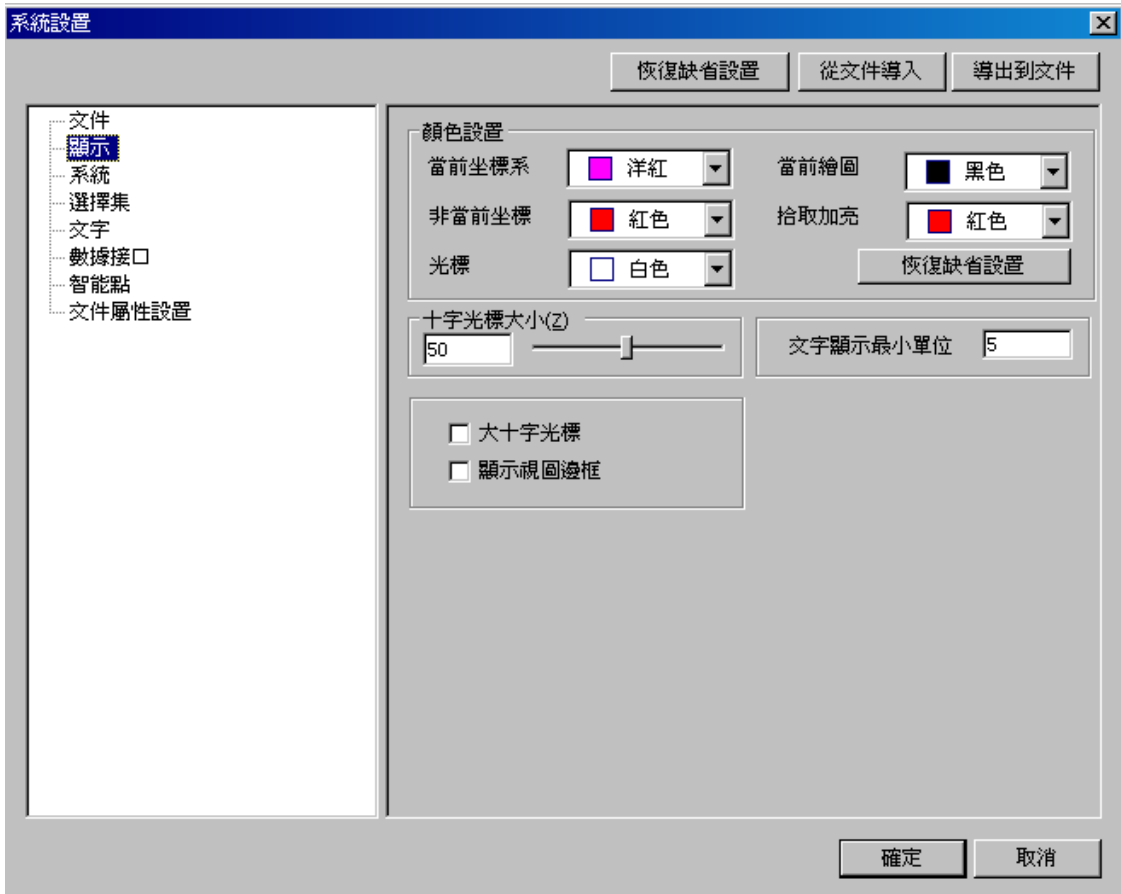 系統設置
恢復缺省設置 從文件導入 導出到文件
文件
顯示
系統
選擇集
文字
數據接口
智能點
文件屬性設置
顏色設置
當前坐標系 洋紅 當前繪圖 黑色
非當前坐標 紅色 拾取加亮 紅色
光標 白色 恢復缺省設置
十字光標大小(Z)
50
文字顯示最小單位 5
大十字光標
顯示視圖邊框
確定 取消